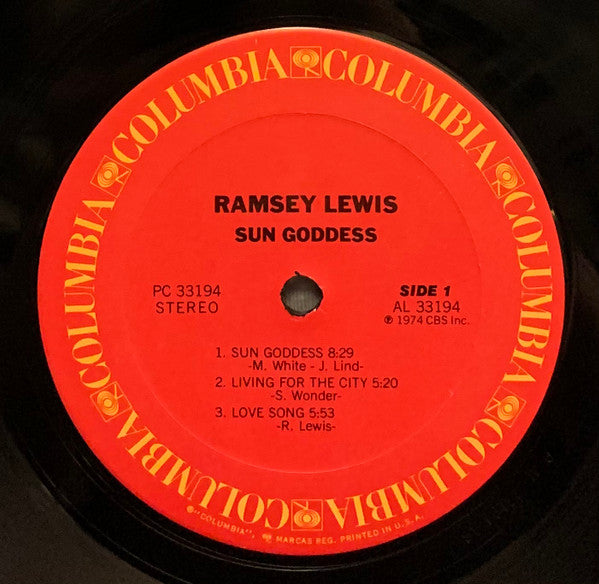 COLUMBIA COLUMBIA COLUMBIA COLUMBIA COLUMBIA COLUMBIA
RAMSEY LEWIS
SUN GODDESS
PC 33194
STEREO
SIDE 1
AL 33194
℗ 1974 CBS Inc.
1. SUN GODDESS 8:29
-M. White - J. Lind-
2. LIVING FOR THE CITY 5:20
-S. Wonder-
3. LOVE SONG 5:53
-R. Lewis-
®"COLUMBIA", MARCAS REG. PRINTED IN U.S.A.